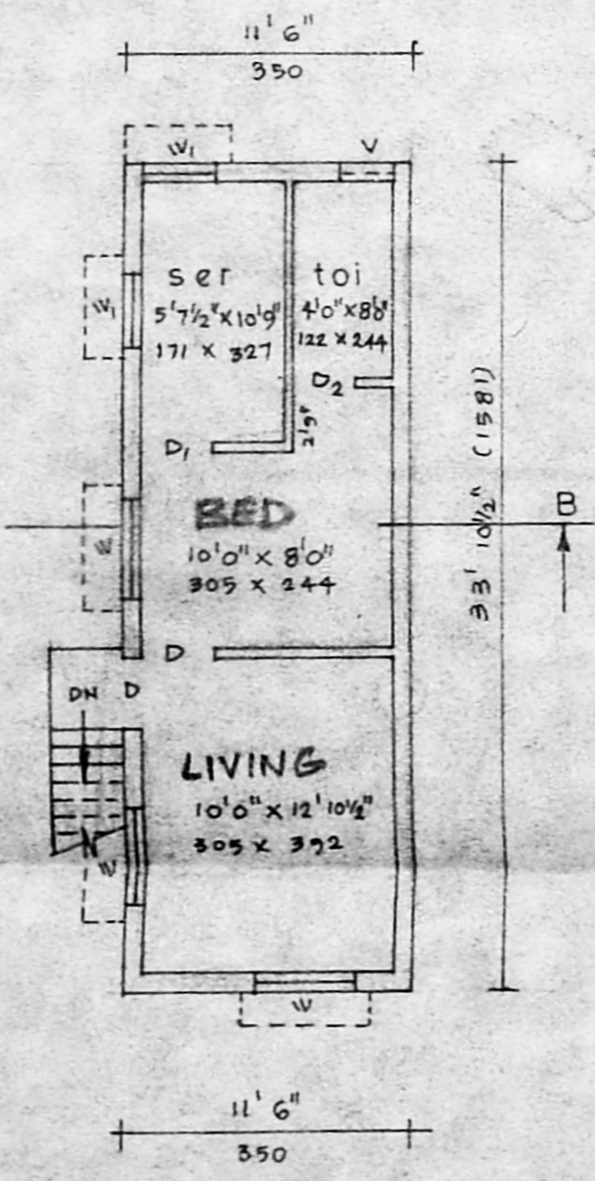 11' 6"
350
W1 V
ser toi
5'7½"x10'9" 4'0"x8'0"
171 x 327 122 x 244
W1
D2
2'9"
D1
33' 10½" (1581)
BED
B
10'0" x 8'0"
305 x 244
W
D
DN D
LIVING
10'0" x 12'10½"
305 x 392
W
W
11' 6"
350